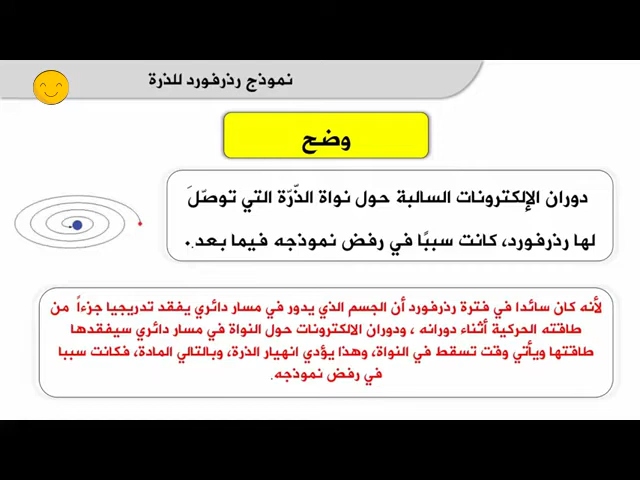 نموذج رذرفورد للذرة
وضح
دوران الإلكترونات السالبة حول نواة الذّرّة التي توصّلَ
لها رذرفورد، كانت سببًا في رفض نموذجه فيما بعد.
لأنه كان سائدا في فترة رذرفورد أن الجسم الذي يدور في مسار دائري يفقد تدريجيا جزءاً من
طاقته الحركية أثناء دورانه ، ودوران الالكترونات حول النواة في مسار دائري سيفقدها
طاقتها ويأتي وقت تسقط في النواة، وهذا يؤدي انهيار الذرة، وبالتالي المادة، فكانت سببا
في رفض نموذجه.